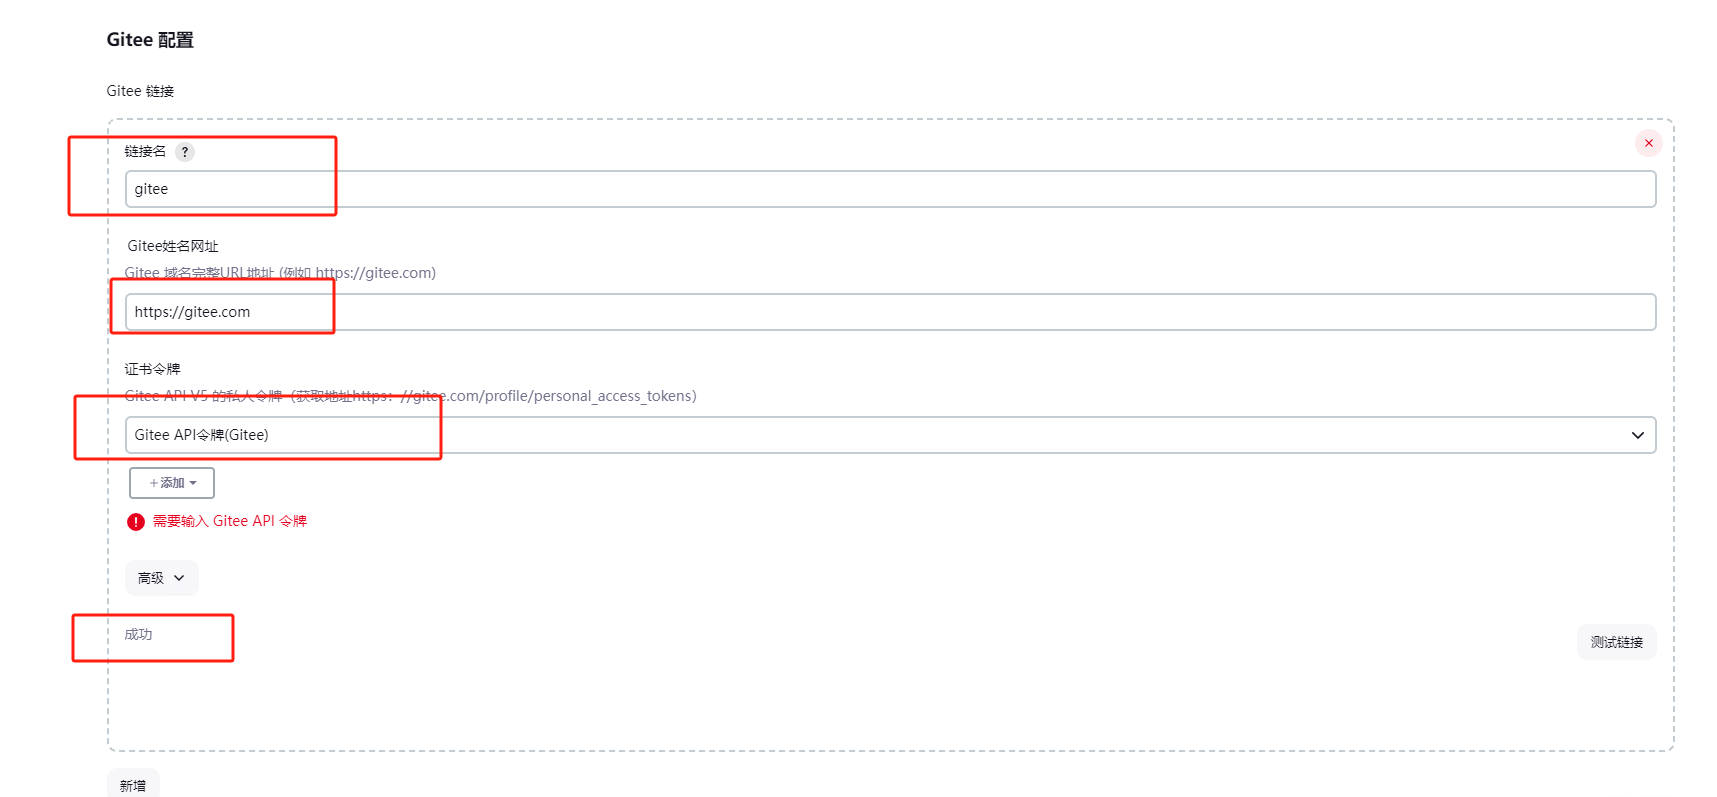 Gitee 配置
Gitee 链接
链接名 ?
gitee
Gitee姓名网址
Gitee 域名完整URL地址 (例如 https://gitee.com)
https://gitee.com
证书令牌
Gitee API V5 的私人令牌（获取地址https：//gitee.com/profile/personal_access_tokens）
Gitee API令牌(Gitee)
+添加
需要输入 Gitee API 令牌
高级
成功
测试链接
新增